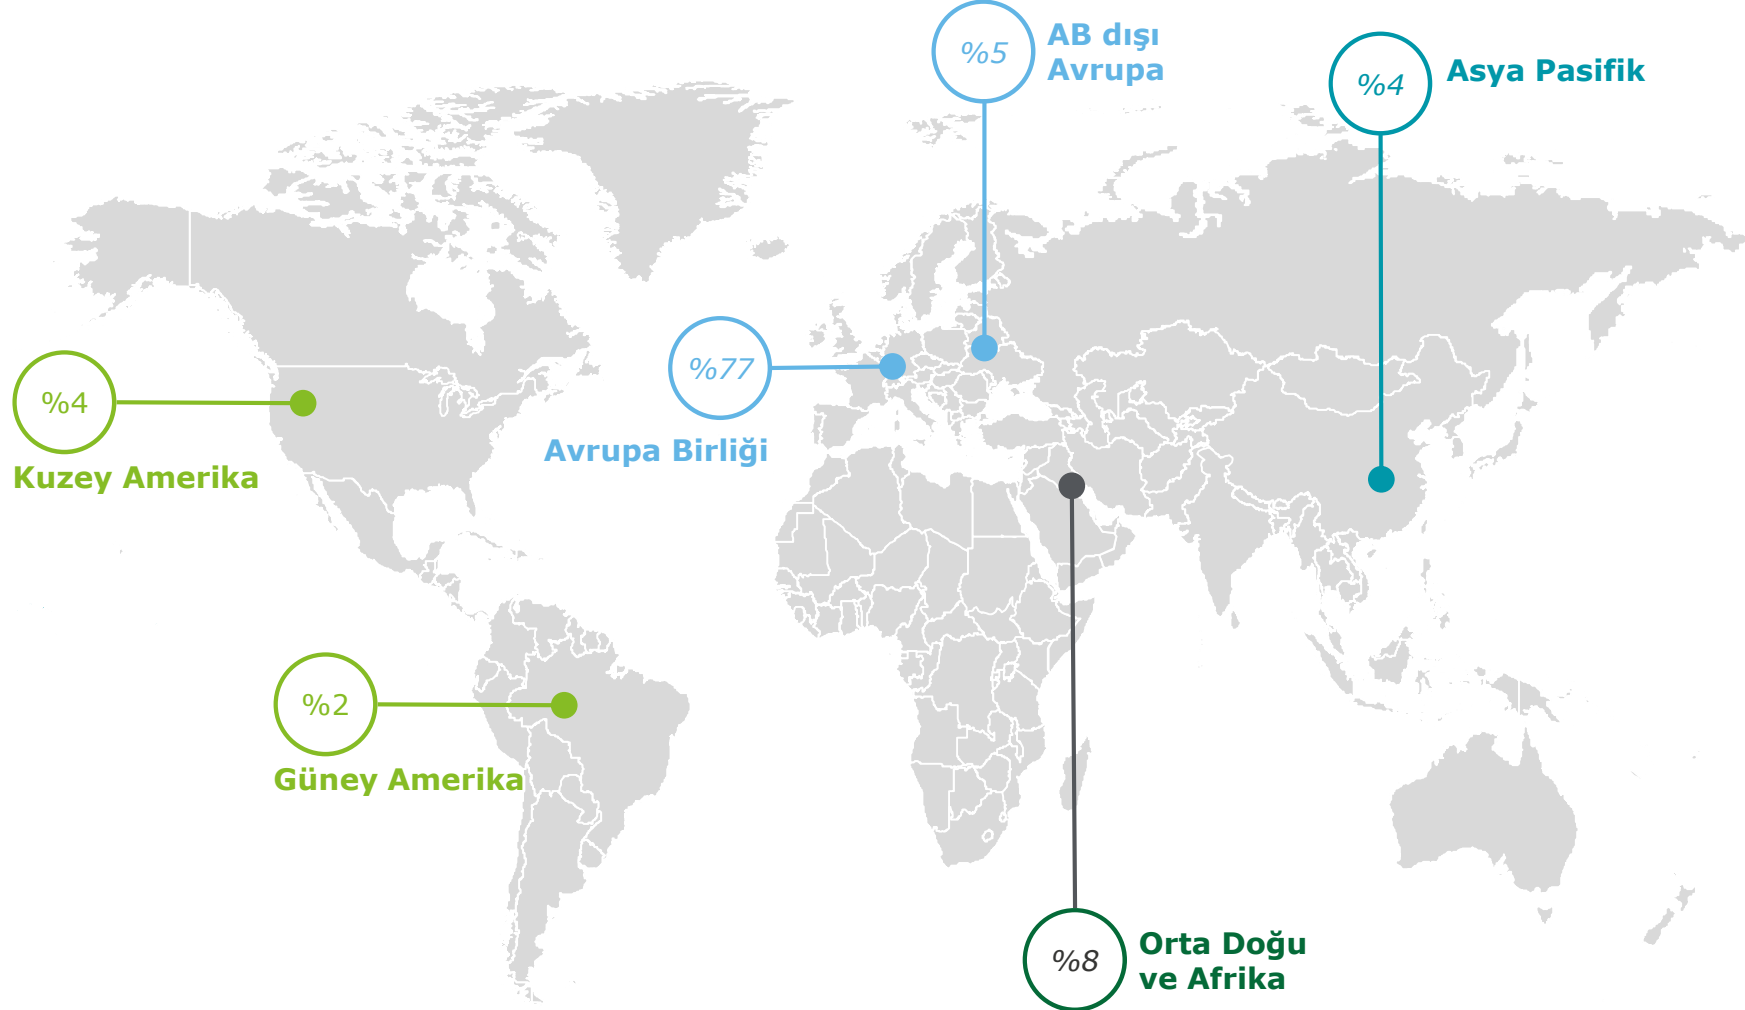 %5
AB dışı
Avrupa
%4
Asya Pasifik
%77
Avrupa Birliği
%4
Kuzey Amerika
%2
Güney Amerika
%8
Orta Doğu
ve Afrika